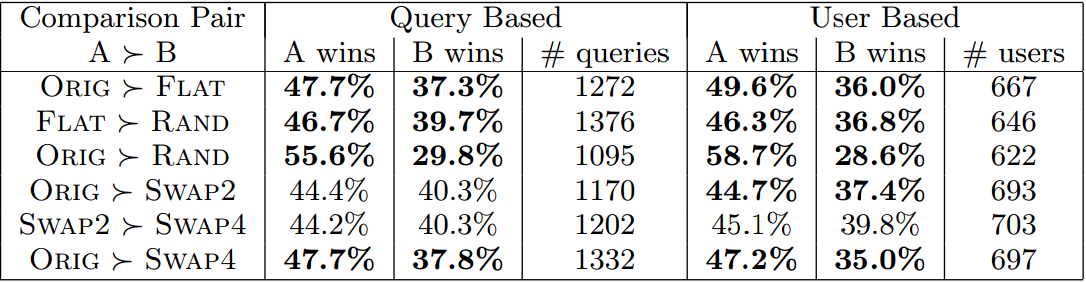 Comparison Pair Query Based User Based
A ≻ B A wins B wins # queries A wins B wins # users
ORIG ≻ FLAT 47.7% 37.3% 1272 49.6% 36.0% 667
FLAT ≻ RAND 46.7% 39.7% 1376 46.3% 36.8% 646
ORIG ≻ RAND 55.6% 29.8% 1095 58.7% 28.6% 622
ORIG ≻ SWAP2 44.4% 40.3% 1170 44.7% 37.4% 693
SWAP2 ≻ SWAP4 44.2% 40.3% 1202 45.1% 39.8% 703
ORIG ≻ SWAP4 47.7% 37.8% 1332 47.2% 35.0% 697